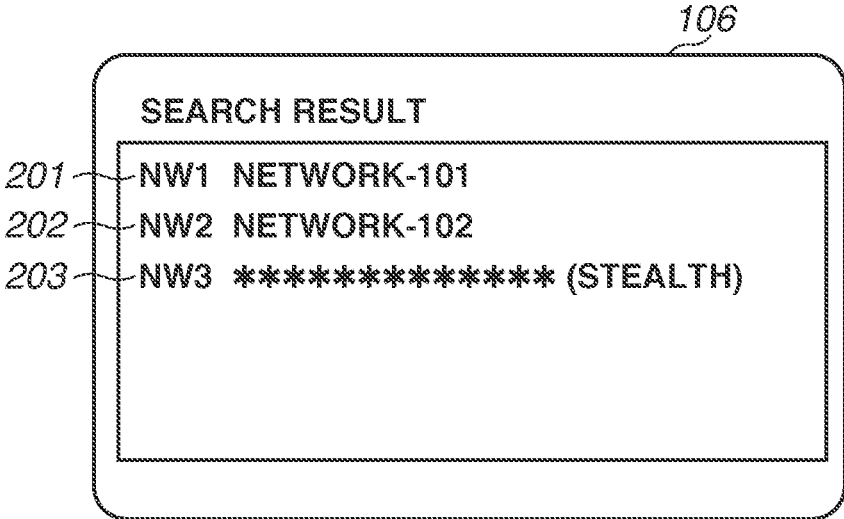 106
SEARCH RESULT
201 NW1 NETWORK-101
202 NW2 NETWORK-102
203 NW3 ************* (STEALTH)